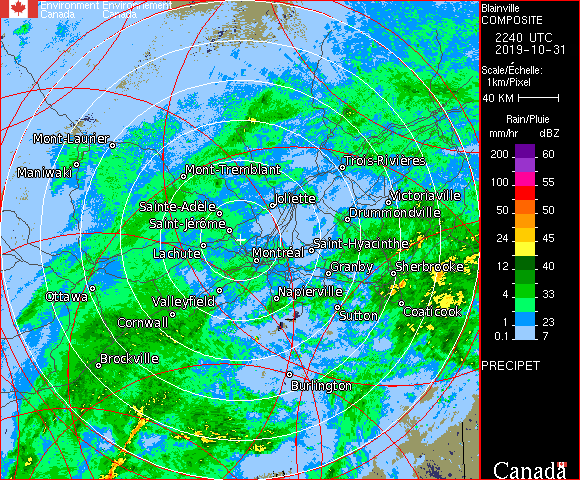 Environment Environnement
Canada Canada
Blainville
COMPOSITE
2240 UTC
2019-10-31
Scale/Échelle:
1km/Pixel
40 KM
Rain/Pluie
mm/hr dBZ
200 60
100 55
50 50
24 45
12 40
4 33
1 23
0.1 7
PRECIPET
Mont-Laurier
Maniwaki
Mont-Tremblant
Trois-Rivières
Sainte-Adele
Joliette
Victoriaville
Saint-Jérôme
Drummondville
Lachute
Montréal
Saint-Hyacinthe
Granby
Sherbrooke
Ottawa
Valleyfield
Napierville
Cornwall
Sutton
Coaticook
Brockville
Burlington
Canada